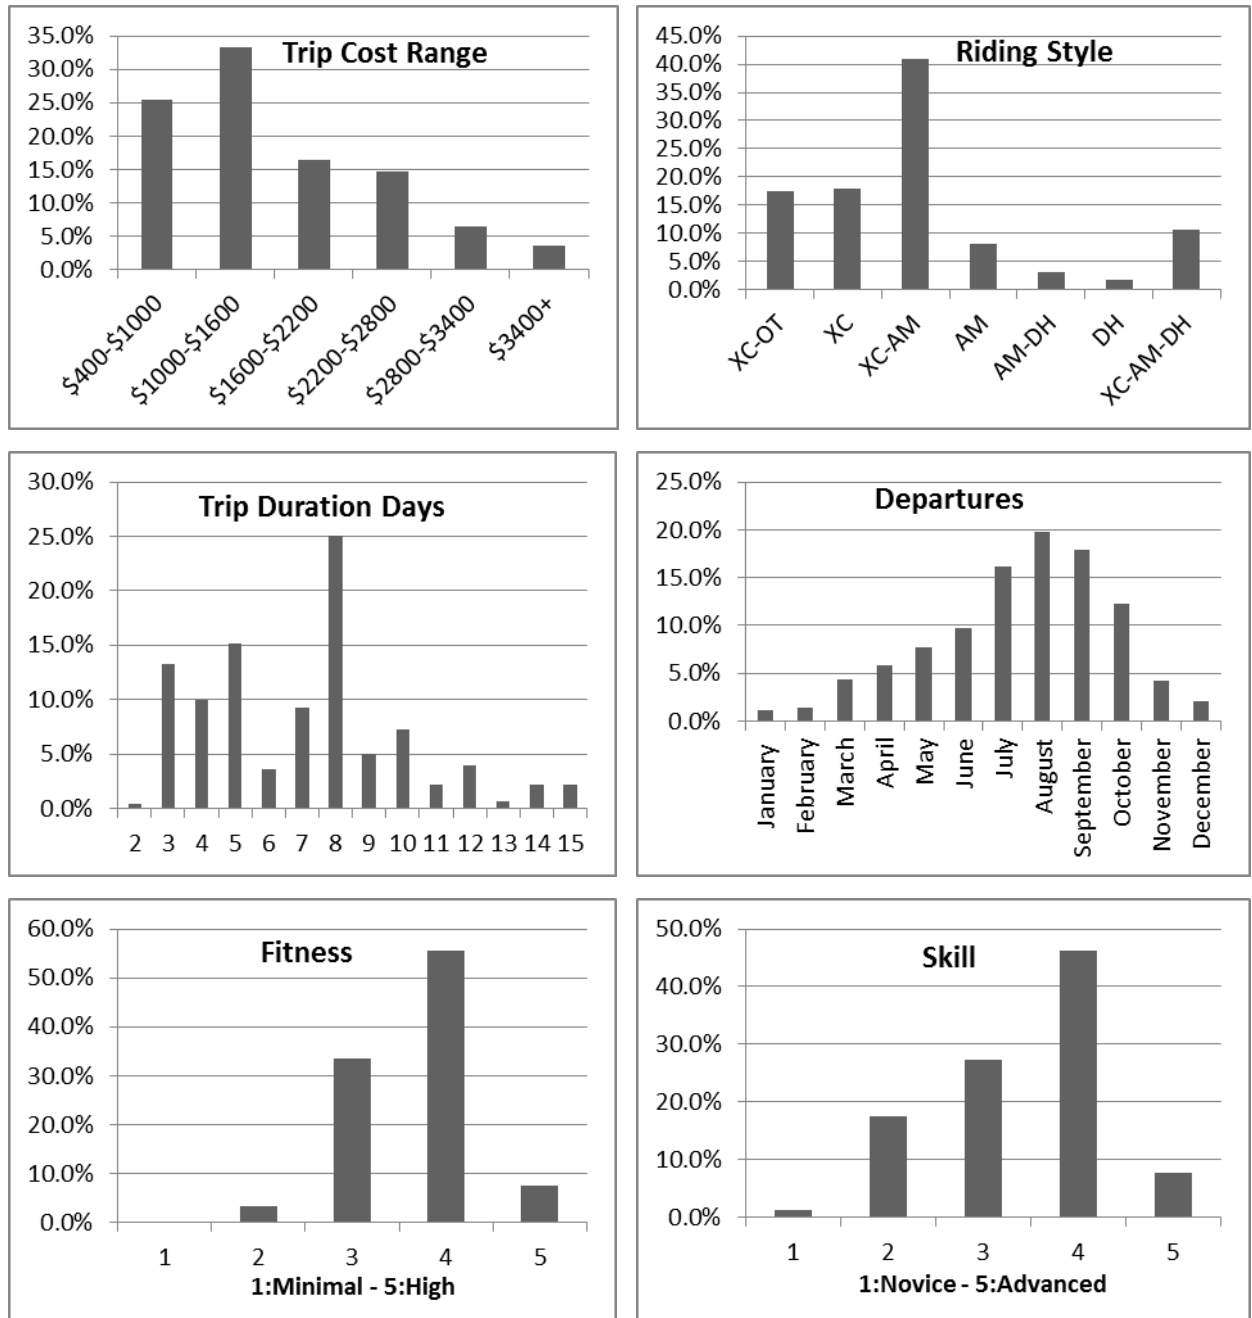 Trip Cost Range
35.0%
30.0%
25.0%
20.0%
15.0%
10.0%
5.0%
0.0%
$400-$1000
$1000-$1600
$1600-$2200
$2200-$2800
$2800-$3400
$3400+
Riding Style
45.0%
40.0%
35.0%
30.0%
25.0%
20.0%
15.0%
10.0%
5.0%
0.0%
XC-OT
XC
XC-AM
AM
AM-DH
DH
XC-AM-DH
Trip Duration Days
30.0%
25.0%
20.0%
15.0%
10.0%
5.0%
0.0%
2 3 4 5 6 7 8 9 10 11 12 13 14 15
Departures
25.0%
20.0%
15.0%
10.0%
5.0%
0.0%
January
February
March
April
May
June
July
August
September
October
November
December
Fitness
60.0%
50.0%
40.0%
30.0%
20.0%
10.0%
0.0%
1 2 3 4 5
1:Minimal - 5:High
Skill
50.0%
40.0%
30.0%
20.0%
10.0%
0.0%
1 2 3 4 5
1:Novice - 5:Advanced